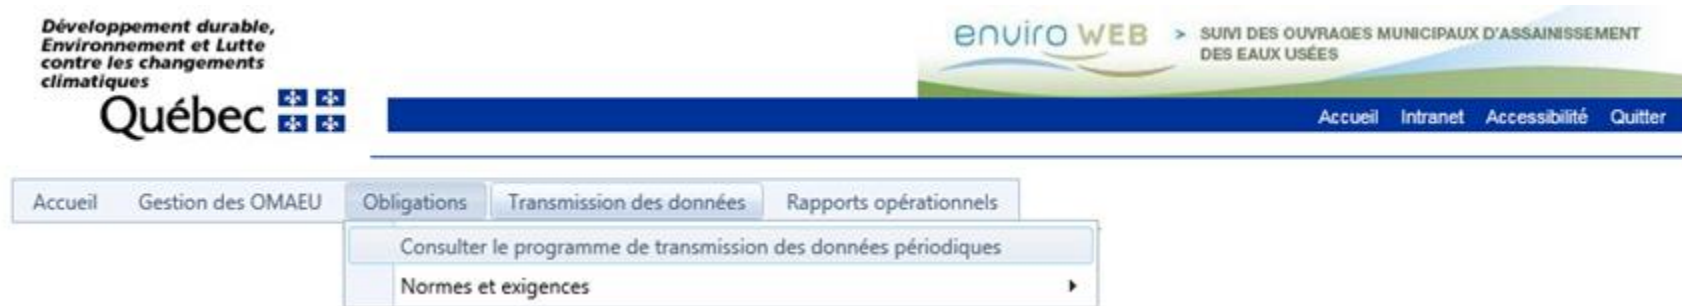 Développement durable,
Environnement et Lutte
contre les changements
climatiques
Québec
enviro WEB > SUIVI DES OUVRAGES MUNICIPAUX D'ASSAINISSEMENT
DES EAUX USÉES
Accueil Intranet Accessibilité Quitter
Accueil Gestion des OMAEU Obligations Transmission des données Rapports opérationnels
Consulter le programme de transmission des données périodiques
Normes et exigences